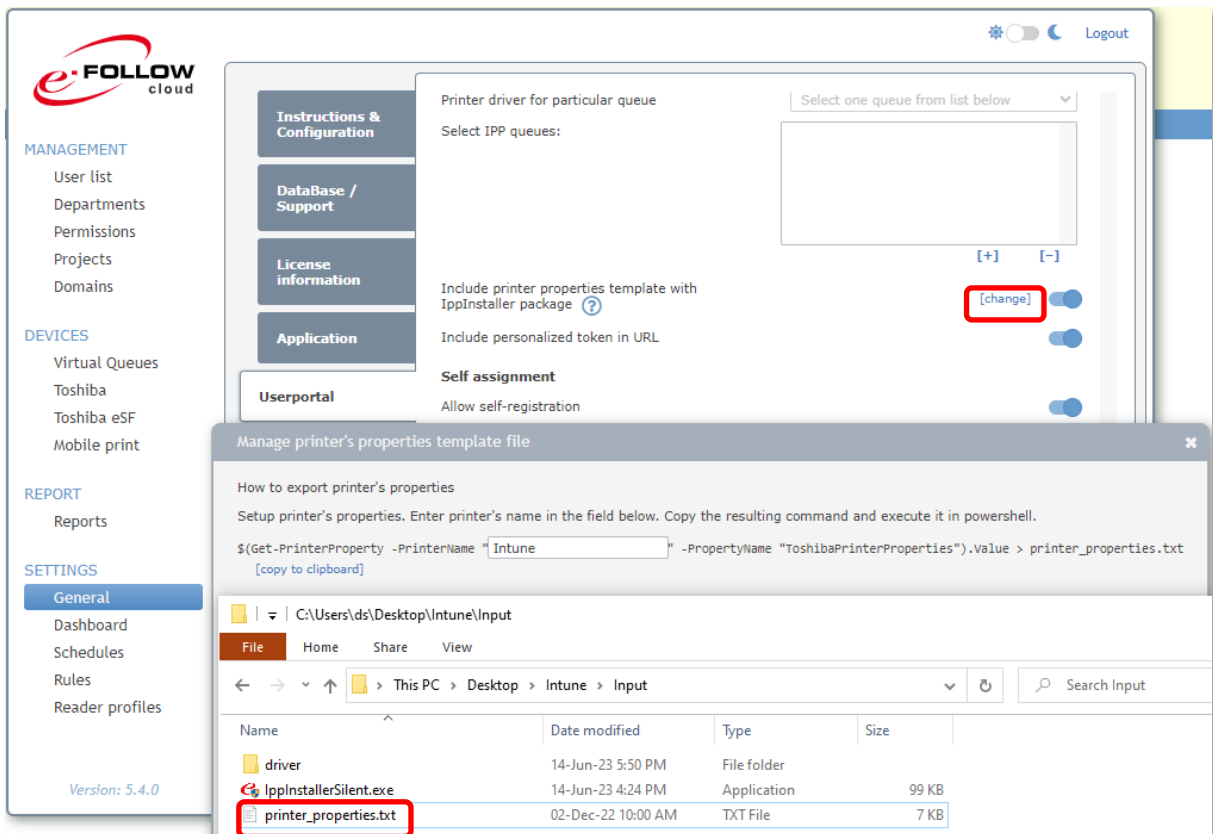 Logout
e-FOLLOW
cloud
MANAGEMENT
User list
Departments
Permissions
Projects
Domains
DEVICES
Virtual Queues
Toshiba
Toshiba eSF
Mobile print
REPORT
Reports
SETTINGS
General
Dashboard
Schedules
Rules
Reader profiles
Version: 5.4.0
Instructions &
Configuration
DataBase /
Support
License
information
Application
Userportal
Printer driver for particular queue
Select one queue from list below
Select IPP queues:
[+] [-]
Include printer properties template with
IppInstaller package ?
[change]
Include personalized token in URL
Self assignment
Allow self-registration
Manage printer's properties template file
How to export printer's properties
Setup printer's properties. Enter printer's name in the field below. Copy the resulting command and execute it in powershell.
$(Get-PrinterProperty -PrinterName "Intune" -PropertyName "ToshibaPrinterProperties").Value > printer_properties.txt
[copy to clipboard]
C:\Users\ds\Desktop\Intune\Input
File Home Share View
This PC > Desktop > Intune > Input
Search Input
Name Date modified Type Size
driver 14-Jun-23 5:50 PM File folder
IppInstallerSilent.exe 14-Jun-23 4:24 PM Application 99 KB
printer_properties.txt 02-Dec-22 10:00 AM TXT File 7 KB